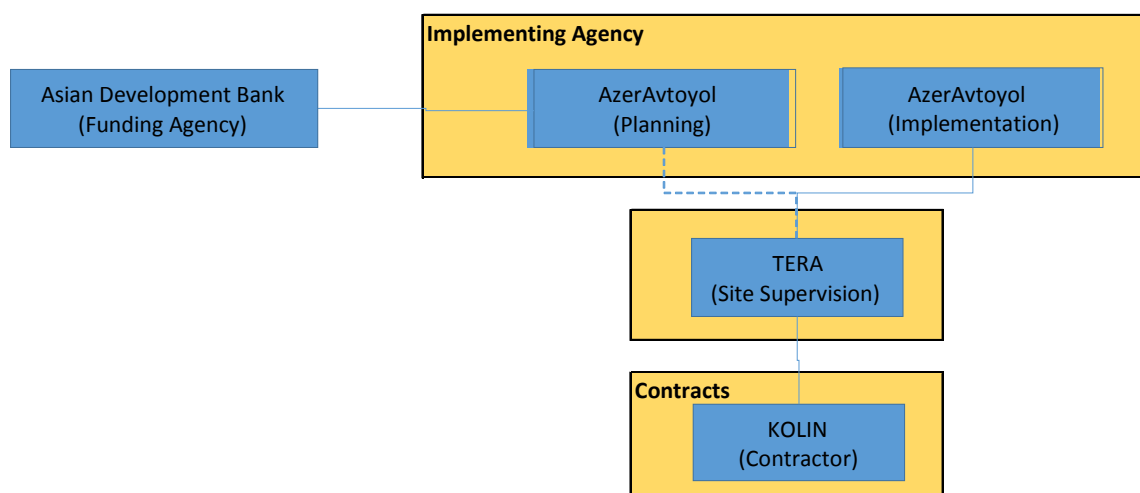 Implementing Agency
Asian Development Bank
(Funding Agency)
AzerAvtoyol
(Planning)
AzerAvtoyol
(Implementation)
TERA
(Site Supervision)
Contracts
KOLIN
(Contractor)